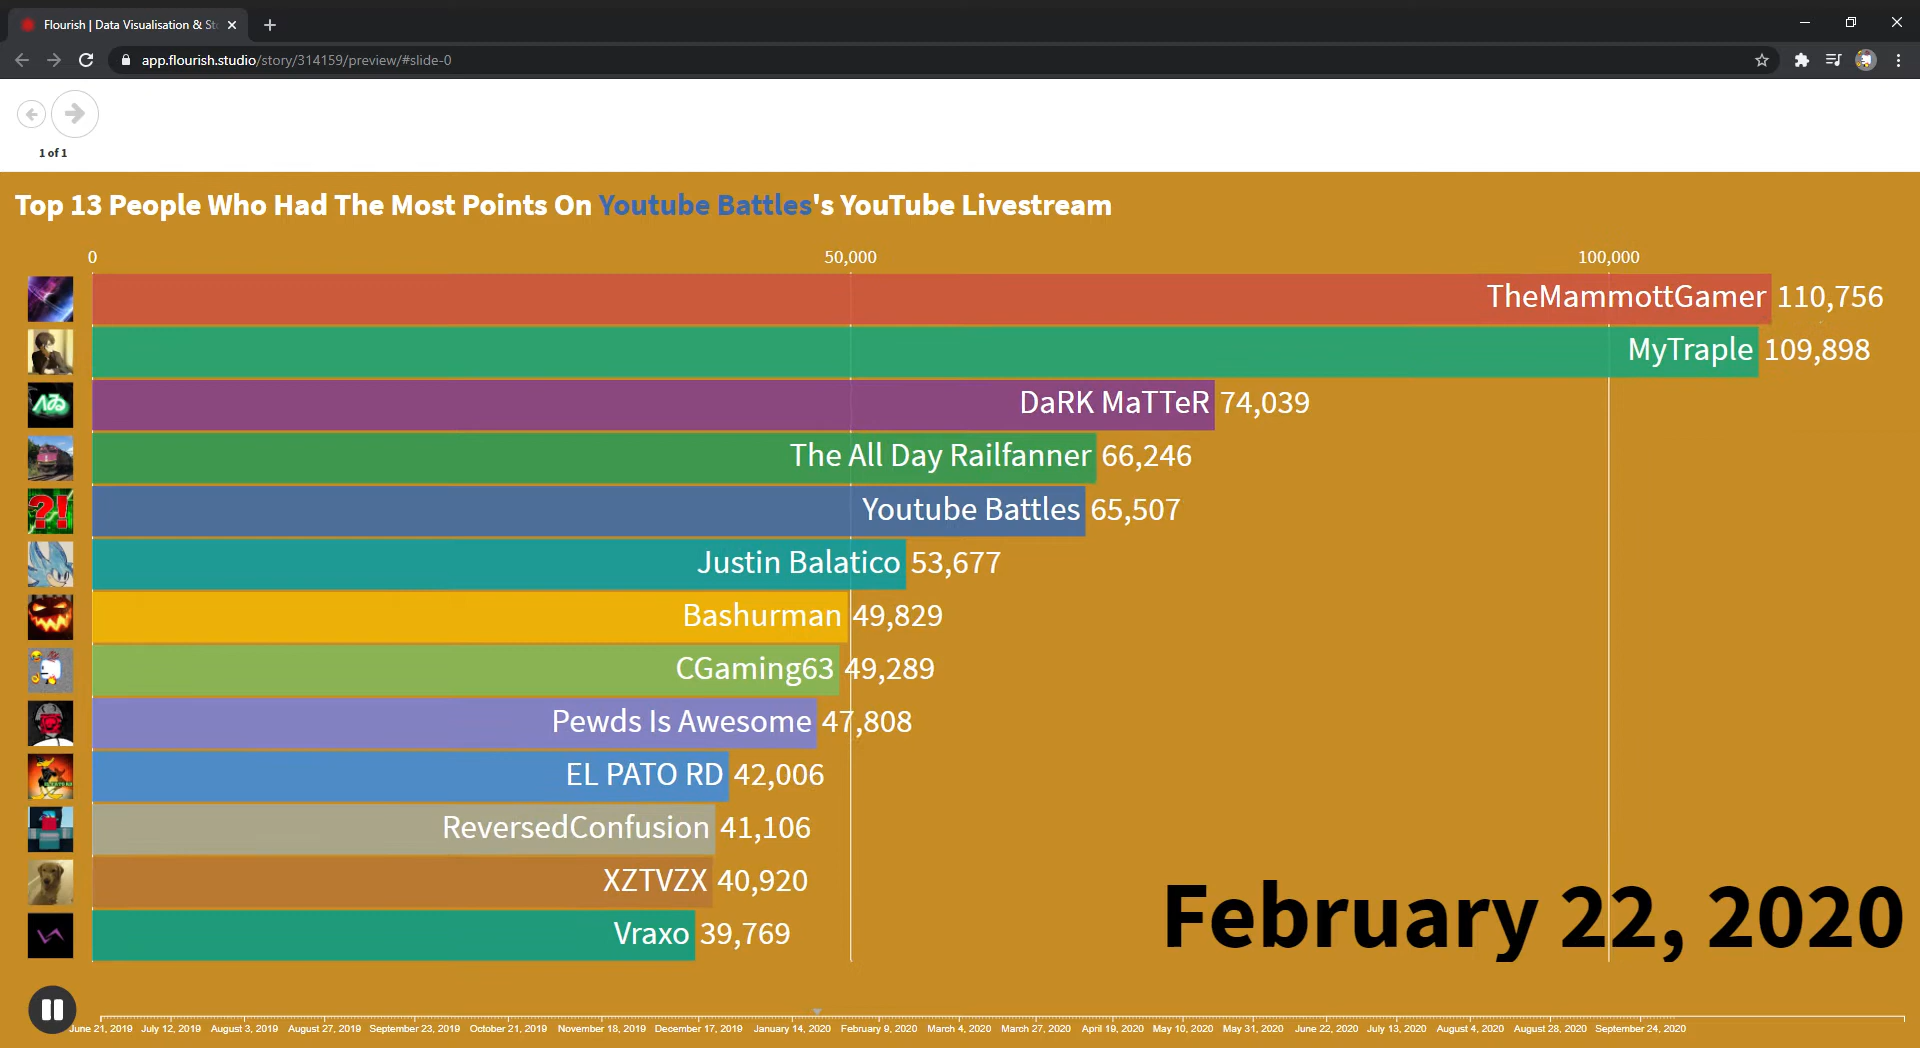 Flourish | Data Visualisation & St
app.flourish.studio/story/314159/preview/#slide-0
1 of 1
Top 13 People Who Had The Most Points On Youtube Battles's YouTube Livestream
0 50,000 100,000
TheMammottGamer 110,756
MyTraple 109,898
DaRK MaTTeR 74,039
The All Day Railfanner 66,246
?!
Youtube Battles 65,507
Justin Balatico 53,677
Bashurman 49,829
CGaming63 49,289
Pewds Is Awesome 47,808
EL PATO RD 42,006
ReversedConfusion 41,106
XZTVZX 40,920
Vraxo 39,769
February 22, 2020
June 21, 2019 July 12, 2019 August 3, 2019 August 27, 2019 September 23, 2019 October 21, 2019 November 18, 2019 December 17, 2019 January 14, 2020 February 9, 2020 March 4, 2020 March 27, 2020 April 19, 2020 May 10, 2020 May 31, 2020 June 22, 2020 July 13, 2020 August 4, 2020 August 28, 2020 September 24, 2020